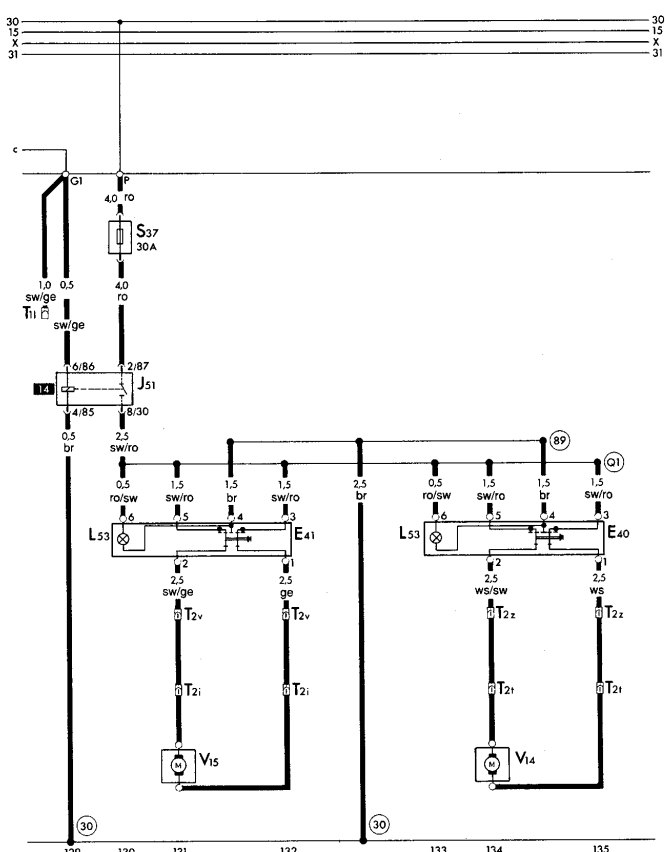 30 30
15 15
X X
31 31
c
G1 P
4,0 ro
S37
30A
1,0 0,5 4,0
sw/ge ro
T1l
sw/ge
6/86 2/87
14 J51
4/85 8/30
0,5 2,5
br sw/ro
89
Q1
0,5 1,5 1,5 1,5 2,5 0,5 1,5 1,5 1,5
ro/sw sw/ro br sw/ro br ro/sw sw/ro br sw/ro
6 5 4 3 6 5 4 3
L53 E41 L53 E40
2 1 2 1
2,5 2,5 2,5 2,5
sw/ge ge ws/sw ws
T2v T2v T2z T2z
T2i T2i T2t T2t
V15 V14
M M
30 30
129 130 131 132 133 134 135